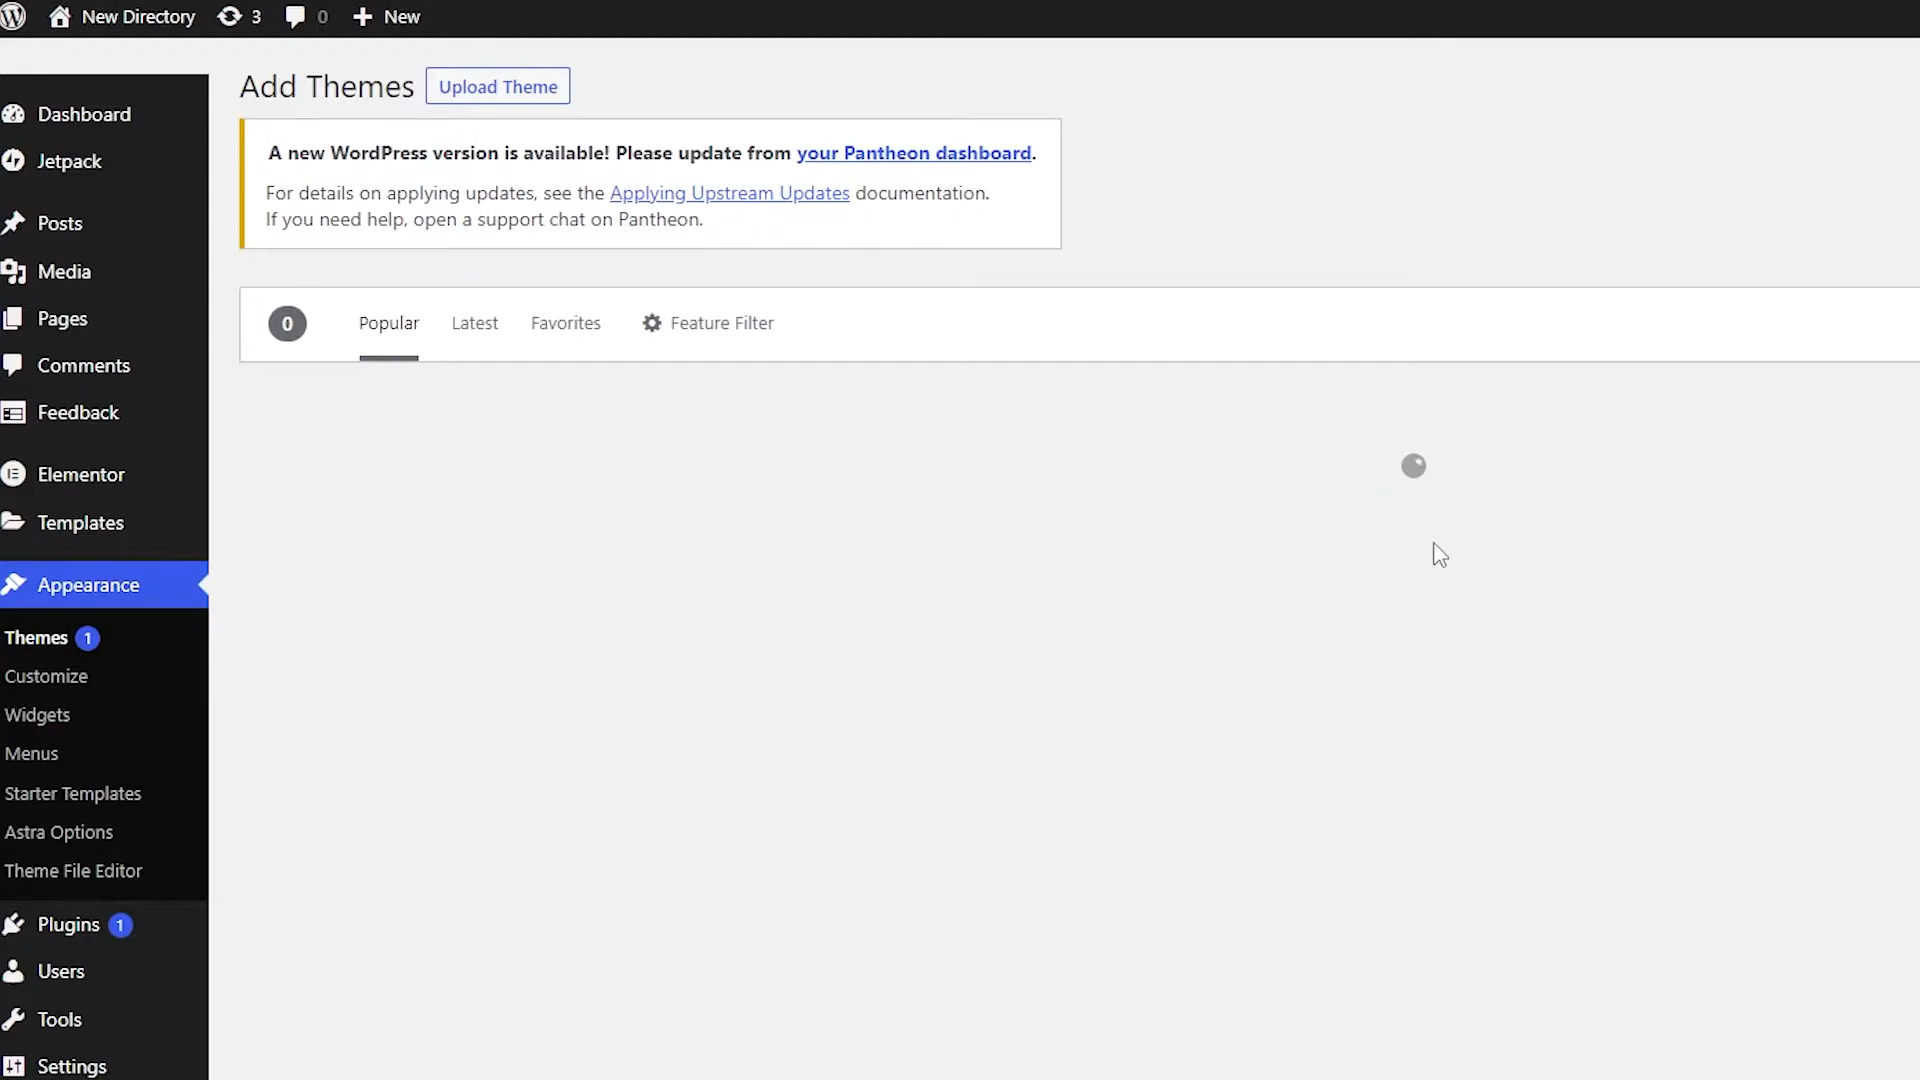 New Directory 3 0 New
Add Themes Upload Theme
A new WordPress version is available! Please update from your Pantheon dashboard.
For details on applying updates, see the Applying Upstream Updates documentation.
If you need help, open a support chat on Pantheon.
0 Popular Latest Favorites Feature Filter
Dashboard
Jetpack
Posts
Media
Pages
Comments
Feedback
Elementor
Templates
Appearance
Themes 1
Customize
Widgets
Menus
Starter Templates
Astra Options
Theme File Editor
Plugins 1
Users
Tools
Settings